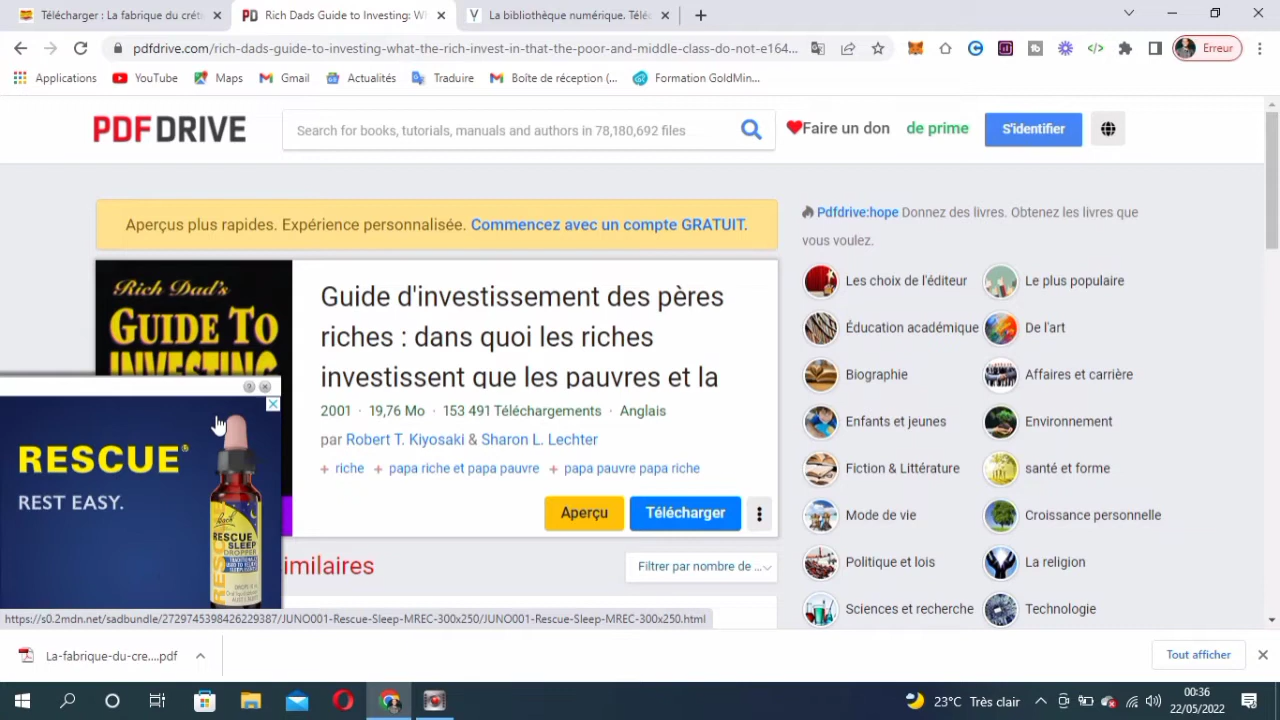 Télécharger : La fabrique du créti
Rich Dads Guide to Investing: Wh
La bibliothèque numérique. Téléc
pdfdrive.com/rich-dads-guide-to-investing-what-the-rich-invest-in-that-the-poor-and-middle-class-do-not-e164...
Erreur
Applications
YouTube
Maps
Gmail
Actualités
Traduire
Boîte de réception (...
Formation GoldMin...
PDFDRIVE
Search for books, tutorials, manuals and authors in 78,180,692 files
Faire un don
de prime
S'identifier
Aperçus plus rapides. Expérience personnalisée. Commencez avec un compte GRATUIT.
Pdfdrive:hope Donnez des livres. Obtenez les livres que
vous voulez.
Rich Dad's
GUIDE TO
INVESTING
Guide d'investissement des pères
riches : dans quoi les riches
investissent que les pauvres et la
2001 · 19,76 Mo · 153 491 Téléchargements · Anglais
par Robert T. Kiyosaki & Sharon L. Lechter
+ riche + papa riche et papa pauvre + papa pauvre papa riche
Aperçu
Télécharger
Les choix de l'éditeur
Le plus populaire
Éducation académique
De l'art
Biographie
Affaires et carrière
Enfants et jeunes
Environnement
Fiction & Littérature
santé et forme
Mode de vie
Croissance personnelle
Politique et lois
La religion
Sciences et recherche
Technologie
RESCUE®
REST EASY.
Bach
RESCUE
SLEEP
DROPPER
imilaires
Filtrer par nombre de ...
https://s0.2mdn.net/sadbundle/2729745398426229387/JUNO001-Rescue-Sleep-MREC-300x250/JUNO001-Rescue-Sleep-MREC-300x250.html
La-fabrique-du-cre....pdf
Tout afficher
23°C Très clair
00:36
22/05/2022